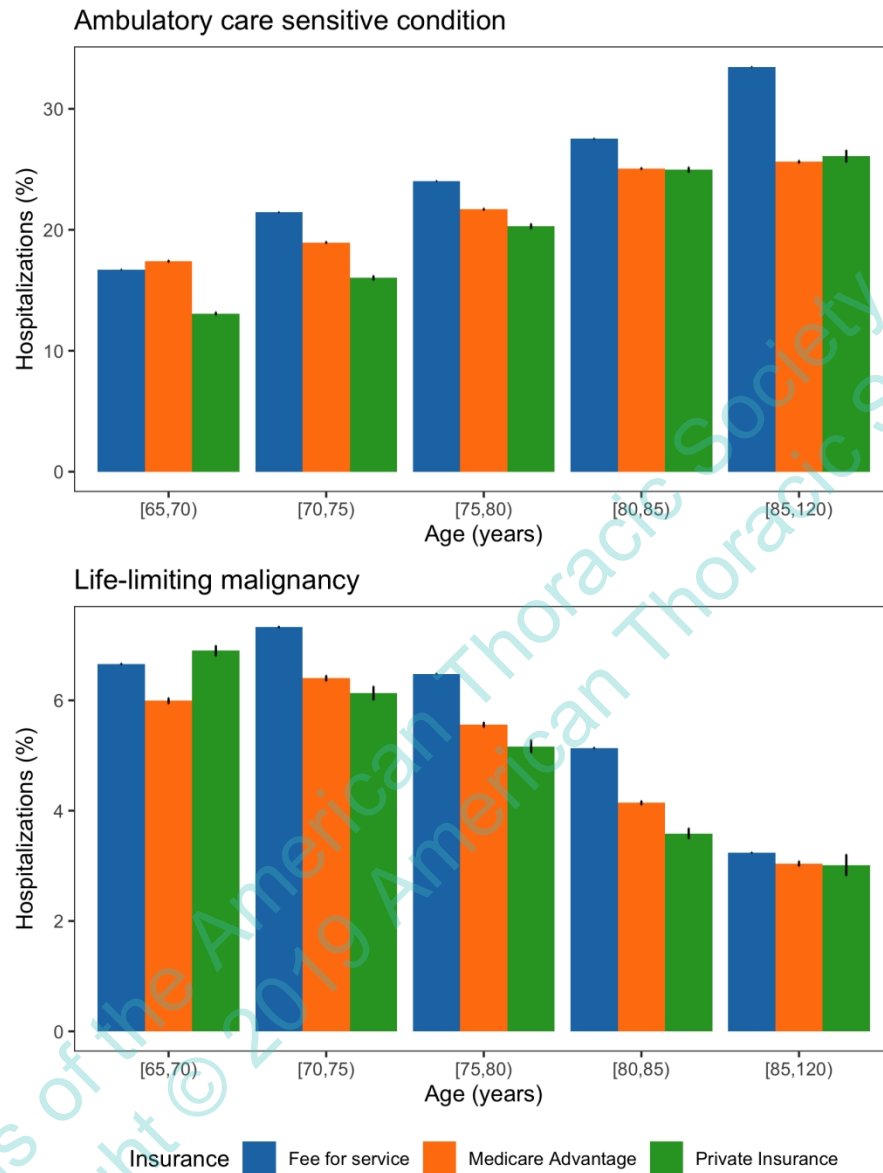 Ambulatory care sensitive condition
Hospitalizations (%)
30
20
10
0
[65,70) [70,75) [75,80) [80,85) [85,120)
Age (years)
Life-limiting malignancy
Hospitalizations (%)
6
4
2
0
[65,70) [70,75) [75,80) [80,85) [85,120)
Age (years)
Insurance Fee for service Medicare Advantage Private Insurance
s of the American Thoracic Society
ht © 2019 American Thoracic S